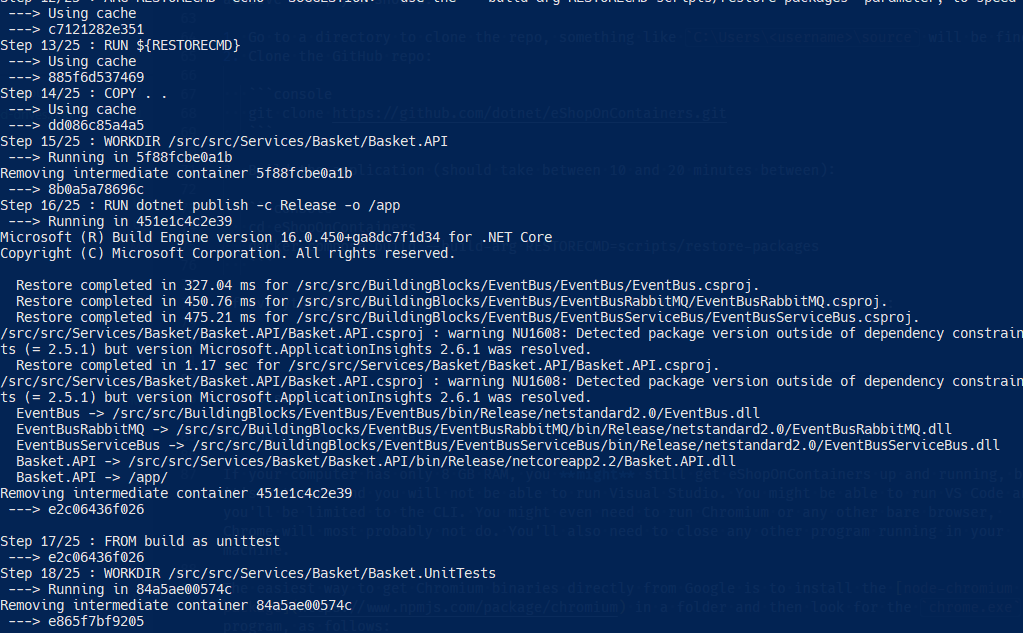 Step 12/25 : ARG RESTORECMD="echo '- SUGGESTION: - use the '--build-arg RESTORECMD=scripts/restore-packages' parameter, to speed
 ---> Using cache
 ---> c7121282e351
Step 13/25 : RUN ${RESTORECMD}
 ---> Using cache
 ---> 885f6d537469
Step 14/25 : COPY . .
 ---> Using cache
 ---> dd086c85a4a5
Step 15/25 : WORKDIR /src/src/Services/Basket/Basket.API
 ---> Running in 5f88fcbe0a1b
Removing intermediate container 5f88fcbe0a1b
 ---> 8b0a5a78696c
Step 16/25 : RUN dotnet publish -c Release -o /app
 ---> Running in 451e1c4c2e39
Microsoft (R) Build Engine version 16.0.450+ga8dc7f1d34 for .NET Core
Copyright (C) Microsoft Corporation. All rights reserved.

  Restore completed in 327.04 ms for /src/src/BuildingBlocks/EventBus/EventBus/EventBus.csproj.
  Restore completed in 450.76 ms for /src/src/BuildingBlocks/EventBus/EventBusRabbitMQ/EventBusRabbitMQ.csproj.
  Restore completed in 475.21 ms for /src/src/BuildingBlocks/EventBus/EventBusServiceBus/EventBusServiceBus.csproj.
/src/src/Services/Basket/Basket.API/Basket.API.csproj : warning NU1608: Detected package version outside of dependency constrain
ts (= 2.5.1) but version Microsoft.ApplicationInsights 2.6.1 was resolved.
  Restore completed in 1.17 sec for /src/src/Services/Basket/Basket.API/Basket.API.csproj.
/src/src/Services/Basket/Basket.API/Basket.API.csproj : warning NU1608: Detected package version outside of dependency constrain
ts (= 2.5.1) but version Microsoft.ApplicationInsights 2.6.1 was resolved.
  EventBus -> /src/src/BuildingBlocks/EventBus/EventBus/bin/Release/netstandard2.0/EventBus.dll
  EventBusRabbitMQ -> /src/src/BuildingBlocks/EventBus/EventBusRabbitMQ/bin/Release/netstandard2.0/EventBusRabbitMQ.dll
  EventBusServiceBus -> /src/src/BuildingBlocks/EventBus/EventBusServiceBus/bin/Release/netstandard2.0/EventBusServiceBus.dll
  Basket.API -> /src/src/Services/Basket/Basket.API/bin/Release/netcoreapp2.2/Basket.API.dll
  Basket.API -> /app/
Removing intermediate container 451e1c4c2e39
 ---> e2c06436f026

Step 17/25 : FROM build as unittest
 ---> e2c06436f026
Step 18/25 : WORKDIR /src/src/Services/Basket/Basket.UnitTests
 ---> Running in 84a5ae00574c
Removing intermediate container 84a5ae00574c
 ---> e865f7bf9205